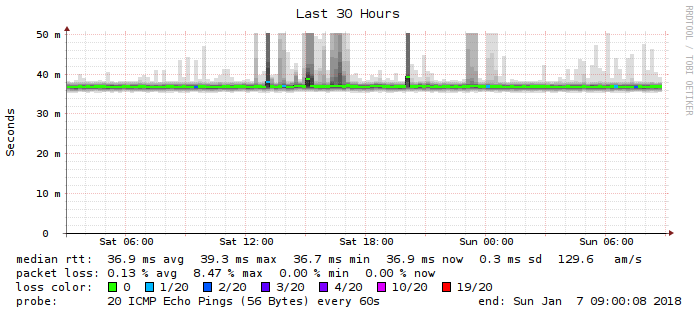 Last 30 Hours
RRDTOOL / TOBI OETIKER
Seconds
50 m
40 m
30 m
20 m
10 m
0
Sat 06:00 Sat 12:00 Sat 18:00 Sun 00:00 Sun 06:00
median rtt: 36.9 ms avg 39.3 ms max 36.7 ms min 36.9 ms now 0.3 ms sd 129.6 am/s
packet loss: 0.13 % avg 8.47 % max 0.00 % min 0.00 % now
loss color: 0 1/20 2/20 3/20 4/20 10/20 19/20
probe: 20 ICMP Echo Pings (56 Bytes) every 60s end: Sun Jan 7 09:00:08 2018